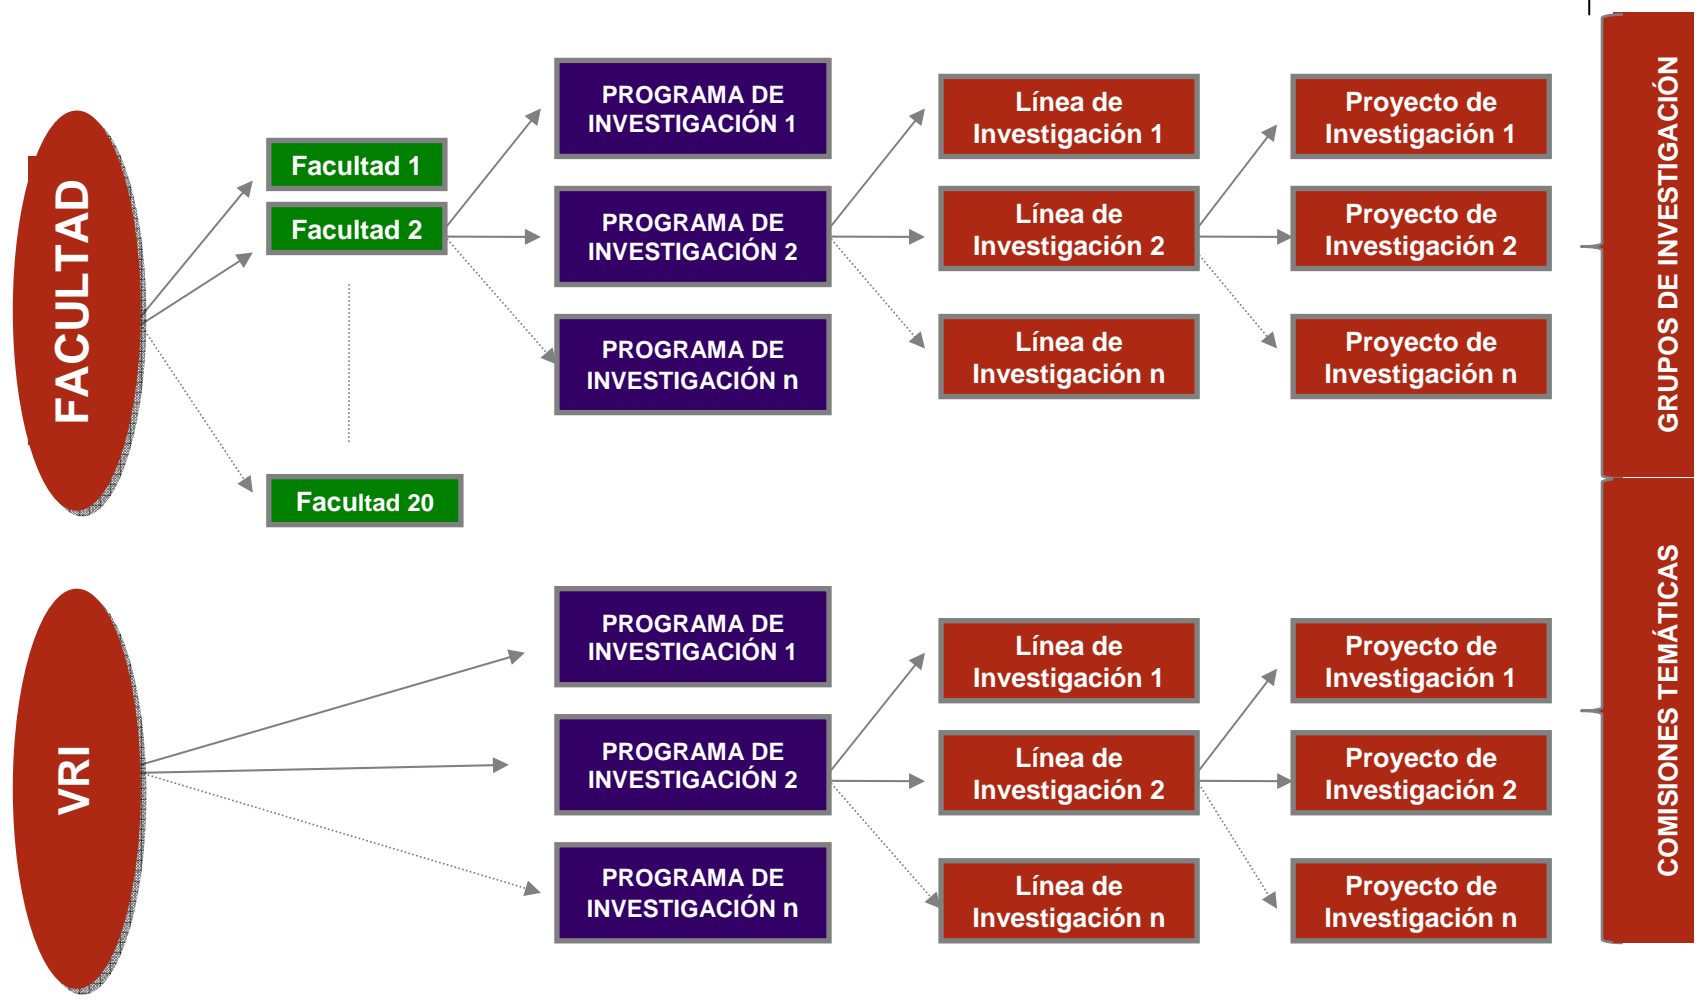 FACULTAD
Facultad 1
Facultad 2
Facultad 20
PROGRAMA DE
INVESTIGACIÓN 1
PROGRAMA DE
INVESTIGACIÓN 2
PROGRAMA DE
INVESTIGACIÓN n
Línea de
Investigación 1
Línea de
Investigación 2
Línea de
Investigación n
Proyecto de
Investigación 1
Proyecto de
Investigación 2
Proyecto de
Investigación n
GRUPOS DE INVESTIGACIÓN
VRI
PROGRAMA DE
INVESTIGACIÓN 1
PROGRAMA DE
INVESTIGACIÓN 2
PROGRAMA DE
INVESTIGACIÓN n
Línea de
Investigación 1
Línea de
Investigación 2
Línea de
Investigación n
Proyecto de
Investigación 1
Proyecto de
Investigación 2
Proyecto de
Investigación n
COMISIONES TEMÁTICAS